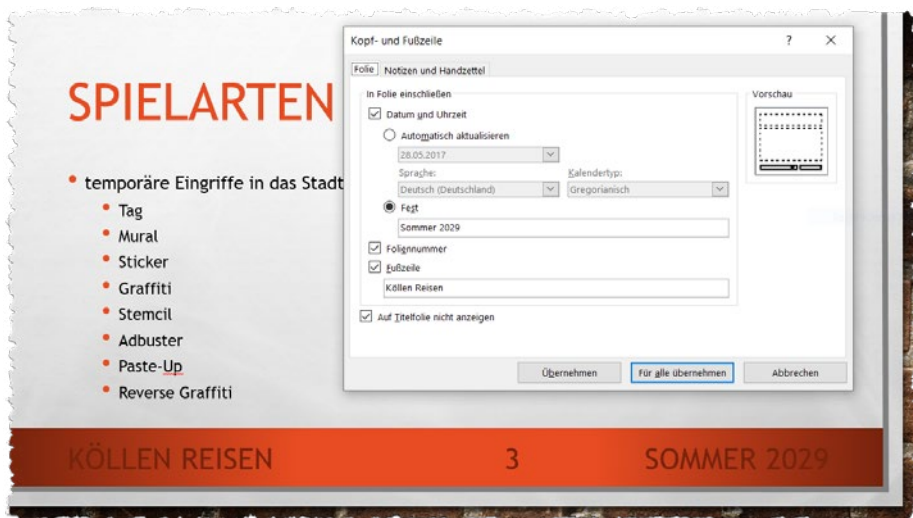 SPIELARTEN
temporäre Eingriffe in das Stadt
Tag
Mural
Sticker
Graffiti
Stemcil
Adbuster
Paste-Up
Reverse Graffiti
KÖLLEN REISEN
3
SOMMER 2029
Kopf- und Fußzeile
?
Folie
Notizen und Handzettel
In Folie einschließen
Vorschau
Datum und Uhrzeit
Automatisch aktualisieren
28.05.2017
Sprache:
Kalendertyp:
Deutsch (Deutschland)
Gregorianisch
Fest
Sommer 2029
Foliennummer
Fußzeile
Köllen Reisen
Auf Titelfolie nicht anzeigen
Übernehmen
Für alle übernehmen
Abbrechen